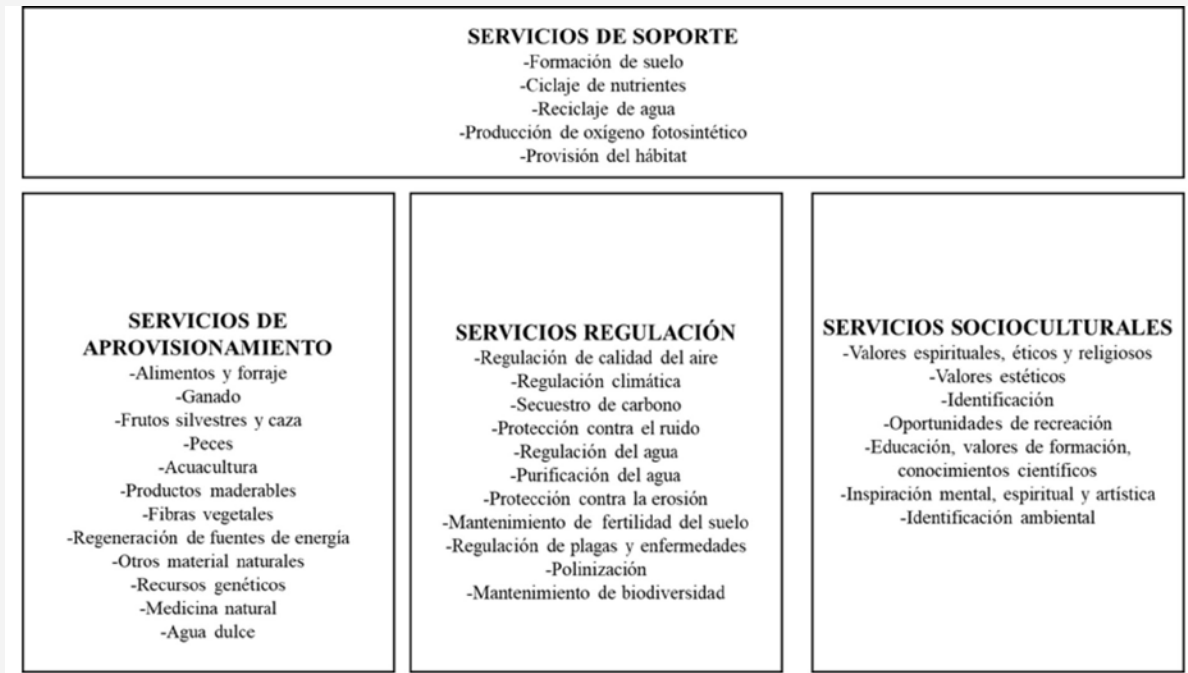 SERVICIOS DE SOPORTE
-Formación de suelo
-Ciclaje de nutrientes
-Reciclaje de agua
-Producción de oxígeno fotosintético
-Provisión del hábitat
SERVICIOS DE
APROVISIONAMIENTO
-Alimentos y forraje
-Ganado
-Frutos silvestres y caza
-Peces
-Acuacultura
-Productos maderables
-Fibras vegetales
-Regeneración de fuentes de energía
-Otros material naturales
-Recursos genéticos
-Medicina natural
-Agua dulce
SERVICIOS REGULACIÓN
-Regulación de calidad del aire
-Regulación climática
-Secuestro de carbono
-Protección contra el ruido
-Regulación del agua
-Purificación del agua
-Protección contra la erosión
-Mantenimiento de fertilidad del suelo
-Regulación de plagas y enfermedades
-Polinización
-Mantenimiento de biodiversidad
SERVICIOS SOCIOCULTURALES
-Valores espirituales, éticos y religiosos
-Valores estéticos
-Identificación
-Oportunidades de recreación
-Educación, valores de formación,
conocimientos científicos
-Inspiración mental, espiritual y artística
-Identificación ambiental